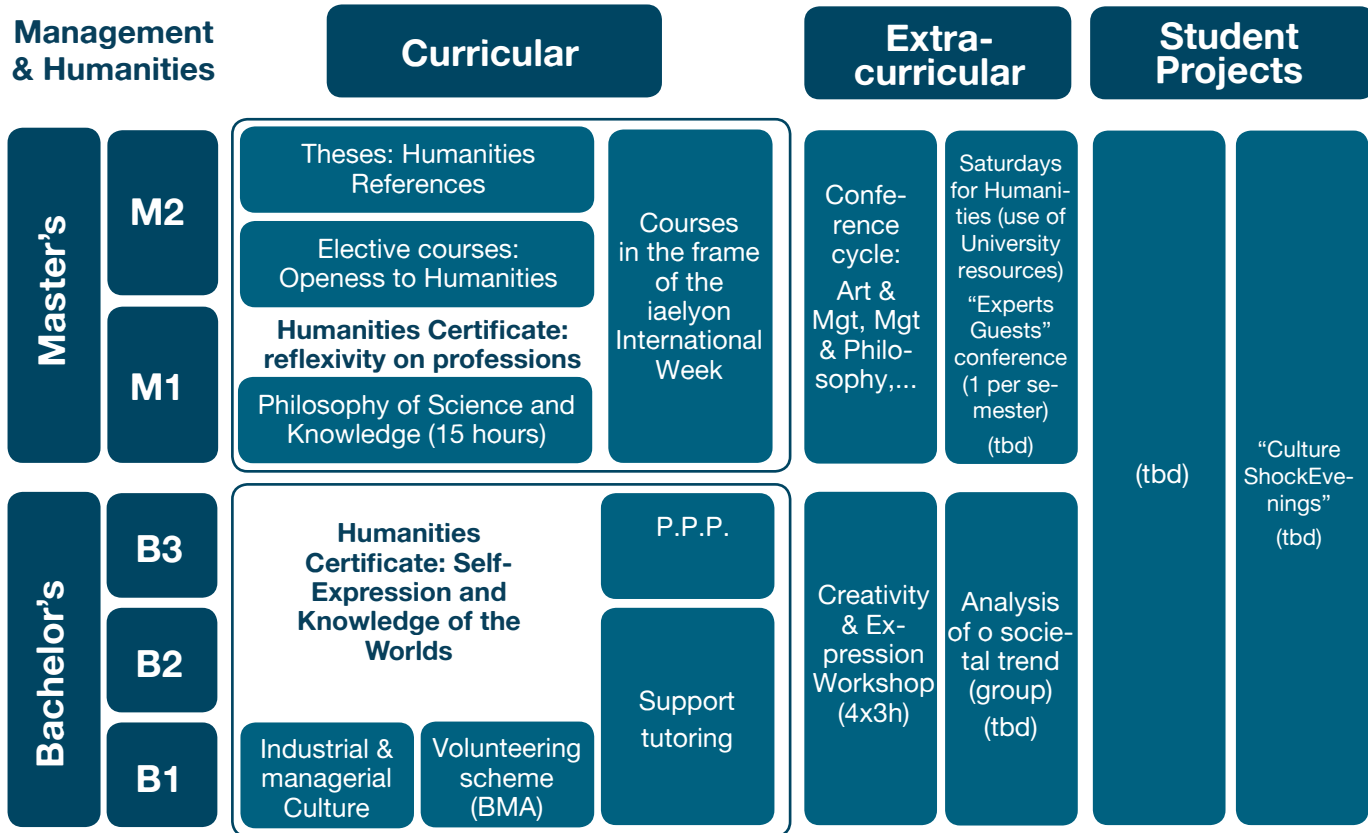 Management
& Humanities
Curricular
Extra-
curricular
Student
Projects
Master's
M2
M1
Theses: Humanities
References
Elective courses:
Openess to Humanities
Humanities Certificate:
reflexivity on professions
Philosophy of Science and
Knowledge (15 hours)
Courses
in the frame
of the
iaelyon
International
Week
Confe-
rence
cycle:
Art &
Mgt, Mgt
& Philo-
sophy,...
Saturdays
for Humani-
ties (use of
University
resources)
“Experts
Guests”
conference
(1 per se-
mester)
(tbd)
(tbd)
“Culture
ShockEve-
nings”
(tbd)
Bachelor's
B3
B2
B1
Humanities
Certificate: Self-
Expression and
Knowledge of the
Worlds
P.P.P.
Support
tutoring
Industrial &
managerial
Culture
Volunteering
scheme
(BMA)
Creativity
& Ex-
pression
Workshop
(4x3h)
Analysis
of o socie-
tal trend
(group)
(tbd)